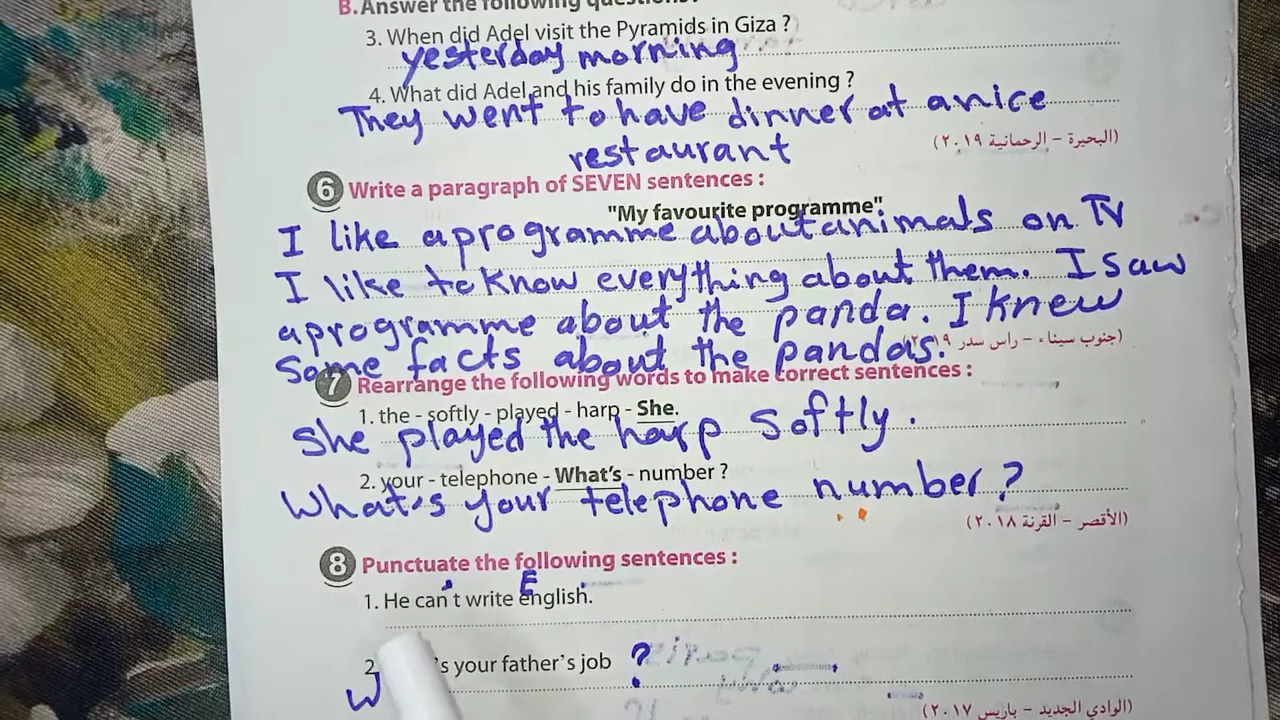 B. Answer the following questions:
3. When did Adel visit the Pyramids in Giza ?
yesterday morning
4. What did Adel and his family do in the evening ?
They went to have dinner at a nice
restaurant
(البحيرة – الرحمانية ٢٠١٩)
6 Write a paragraph of SEVEN sentences :
"My favourite programme"
I like a programme about animals on TV
I like to know everything about them. I saw
a programme about the panda. I knew
(جنوب سيناء – راس سدر ٢٠١٩)
Some facts about the pandas.
7 Rearrange the following words to make correct sentences :
1. the - softly - played - harp - She.
She played the harp softly.
2. your - telephone - What's - number ?
What's your telephone number?
(الأقصر – القرنة ٢٠١٨)
8 Punctuate the following sentences :
1. He can't write English.
2. 's your father's job ?
W
(الوادي الجديد – باريس ٢٠١٧)